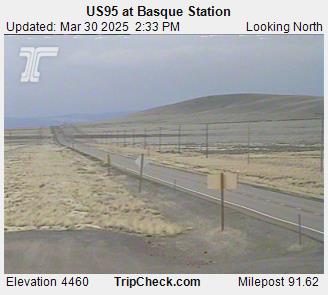 US95 at Basque Station
Updated: Mar 30 2025 2:33 PM Looking North
Elevation 4460 TripCheck.com Milepost 91.62